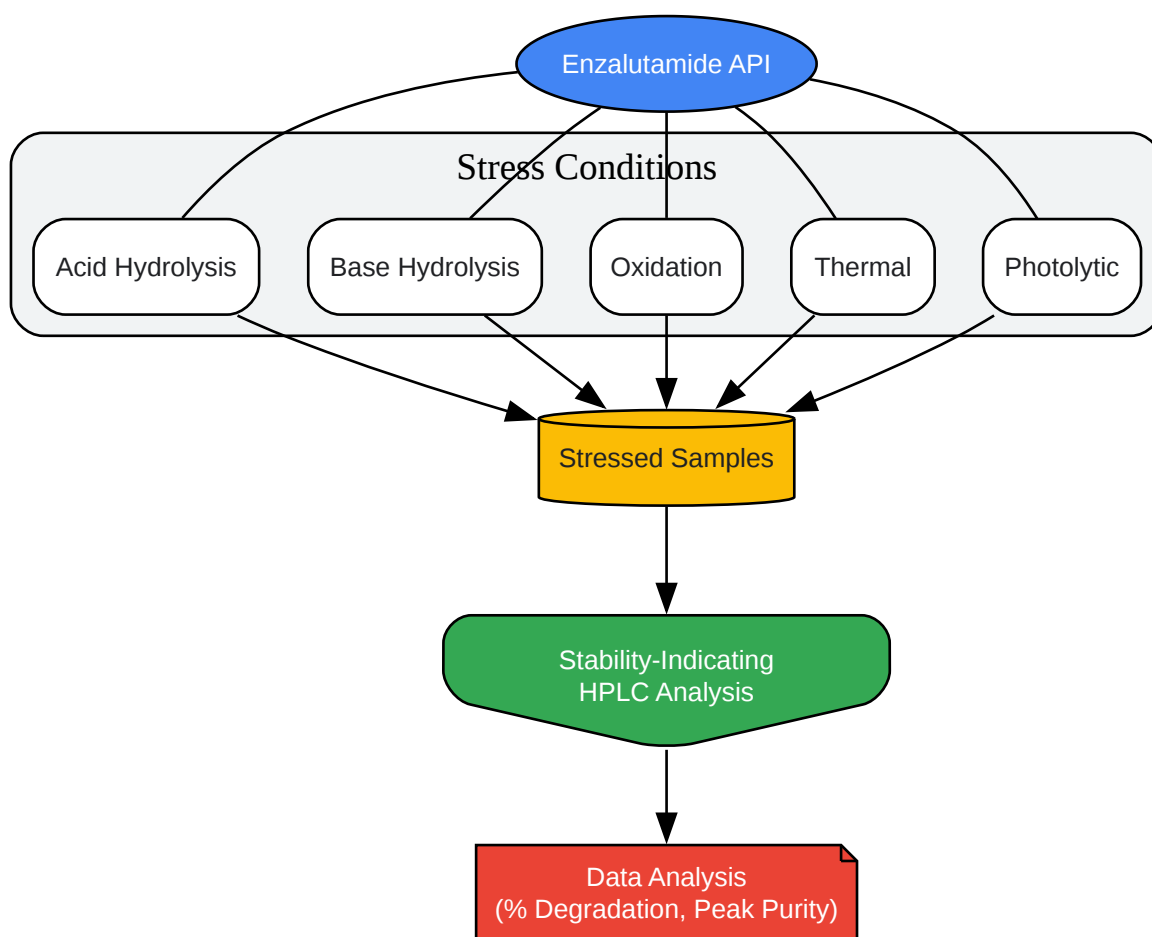 Enzalutamide API
Stress Conditions
Acid Hydrolysis
Base Hydrolysis
Oxidation
Thermal
Photolytic
Stressed Samples
Stability-Indicating
HPLC Analysis
Data Analysis
(% Degradation, Peak Purity)